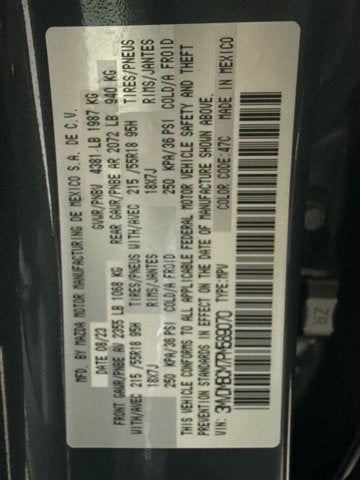 MFD. BY MAZDA MOTOR MANUFACTURING DE MEXICO S.A. DE C.V.
DATE 08/23 GVWR/PNBV 4381 LB 1987 KG
FRONT GAWR/PNBE AV 2355 LB 1068 KG REAR GAWR/PNBE AR 2072 LB 940 KG
WITH/AVEC 215 /55R18 95H TIRES/PNEUS WITH/AVEC 215 /55R18 95H TIRES/PNEUS
18X7J RIMS/JANTES 18X7J RIMS/JANTES
250 KPA/36 PSI COLD/A FROID 250 KPA/36 PSI COLD/A FROID
THIS VEHICLE CONFORMS TO ALL APPLICABLE FEDERAL MOTOR VEHICLE SAFETY AND THEFT
PREVENTION STANDARDS IN EFFECT ON THE DATE OF MANUFACTURE SHOWN ABOVE.
VIN: TYPE:MPV COLOR CODE:47C MADE IN MEXICO
ZR